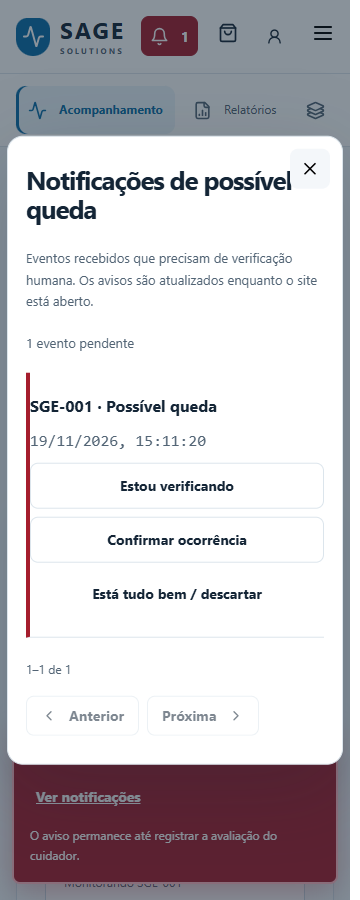 SAGE
SOLUTIONS
1
Acompanhamento
Relatórios
Notificações de possível
queda
Eventos recebidos que precisam de verificação
humana. Os avisos são atualizados enquanto o site
está aberto.
1 evento pendente
SGE-001 · Possível queda
19/11/2026, 15:11:20
Estou verificando
Confirmar ocorrência
Está tudo bem / descartar
1–1 de 1
Anterior
Próxima
Ver notificações
O aviso permanece até registrar a avaliação do
cuidador.
Monitorando SGE-001